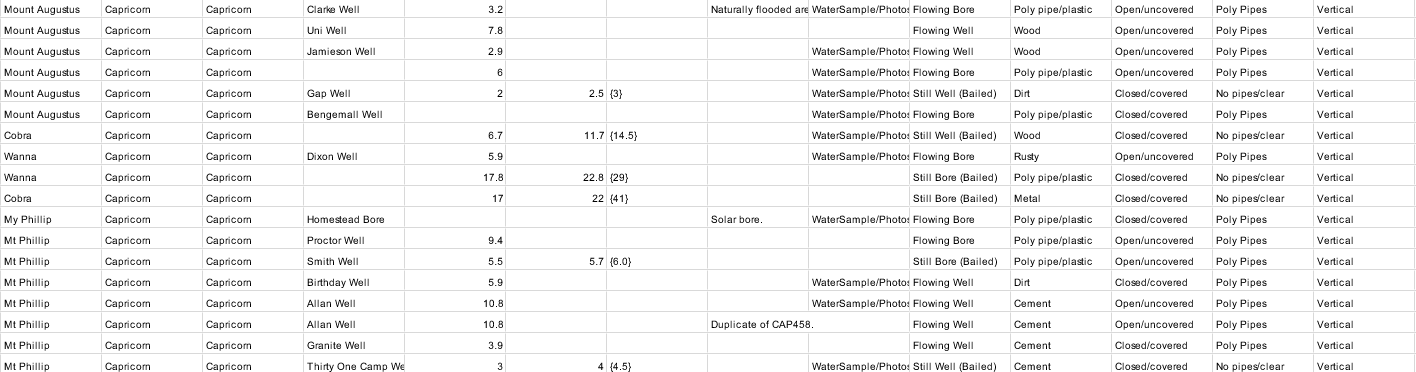 Mount Augustus Capricorn Capricorn Clarke Well 3.2 Naturally flooded are WaterSample/Photos Flowing Bore Poly pipe/plastic Open/uncovered Poly Pipes Vertical
Mount Augustus Capricorn Capricorn Uni Well 7.8 Flowing Well Wood Open/uncovered Poly Pipes Vertical
Mount Augustus Capricorn Capricorn Jamieson Well 2.9 WaterSample/Photos Flowing Well Wood Open/uncovered Poly Pipes Vertical
Mount Augustus Capricorn Capricorn 6 WaterSample/Photos Flowing Bore Poly pipe/plastic Open/uncovered Poly Pipes Vertical
Mount Augustus Capricorn Capricorn Gap Well 2 2.5 {3} WaterSample/Photos Still Well (Bailed) Dirt Closed/covered No pipes/clear Vertical
Mount Augustus Capricorn Capricorn Bengemall Well Flowing Bore Poly pipe/plastic Closed/covered Poly Pipes Vertical
Cobra Capricorn Capricorn 6.7 11.7 {14.5} WaterSample/Photos Still Well (Bailed) Wood Closed/covered No pipes/clear Vertical
Wanna Capricorn Capricorn Dixon Well 5.9 WaterSample/Photos Flowing Bore Rusty Open/uncovered Poly Pipes Vertical
Wanna Capricorn Capricorn 17.8 22.8 {29} Still Bore (Bailed) Poly pipe/plastic Closed/covered No pipes/clear Vertical
Cobra Capricorn Capricorn 17 22 {41} Still Bore (Bailed) Metal Closed/covered No pipes/clear Vertical
My Phillip Capricorn Capricorn Homestead Bore Solar bore. WaterSample/Photos Flowing Bore Poly pipe/plastic Closed/covered Poly Pipes Vertical
Mt Phillip Capricorn Capricorn Proctor Well 9.4 Flowing Bore Poly pipe/plastic Closed/covered Poly Pipes Vertical
Mt Phillip Capricorn Capricorn Smith Well 5.5 5.7 {6.0} Still Bore (Bailed) Poly pipe/plastic Closed/covered Poly Pipes Vertical
Mt Phillip Capricorn Capricorn Birthday Well 5.9 WaterSample/Photos Flowing Well Dirt Closed/covered Poly Pipes Vertical
Mt Phillip Capricorn Capricorn Allan Well 10.8 WaterSample/Photos Flowing Well Cement Open/uncovered Poly Pipes Vertical
Mt Phillip Capricorn Capricorn Allan Well 10.8 Duplicate of CAP458. Flowing Well Cement Open/uncovered Poly Pipes Vertical
Mt Phillip Capricorn Capricorn Granite Well 3.9 Flowing Well Cement Closed/covered Poly Pipes Vertical
Mt Phillip Capricorn Capricorn Thirty One Camp We 3 4 {4.5} WaterSample/Photos Still Well (Bailed) Cement Closed/covered No pipes/clear Vertical